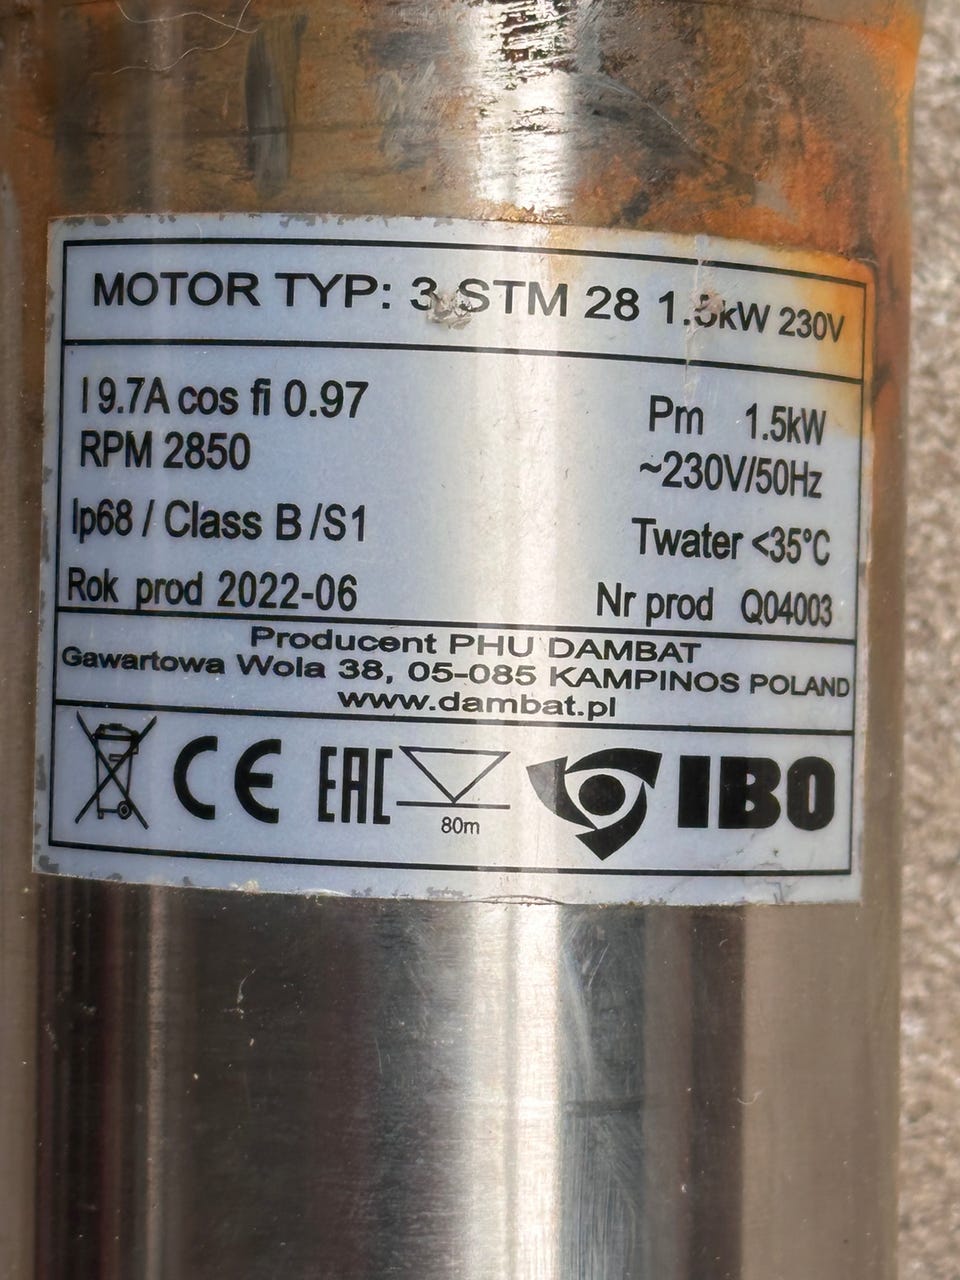 MOTOR TYP: 3 STM 28 1.5kW 230V
I 9.7A cos fi 0.97 Pm 1.5kW
RPM 2850 ~230V/50Hz
Ip68 / Class B /S1 Twater <35°C
Rok prod 2022-06 Nr prod Q04003
Producent PHU DAMBAT
Gawartowa Wola 38, 05-085 KAMPINOS POLAND
www.dambat.pl
CE EAC 80m IBO